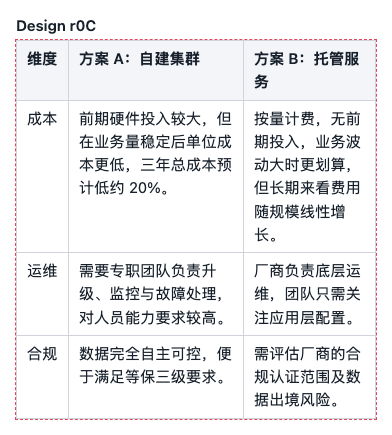 Design r0C
维度
方案 A：自建集群
方案 B：托管服
务
成本
前期硬件投入较大，但
在业务量稳定后单位成
本更低，三年总成本预
计低约 20%。
按量计费，无前
期投入，业务波
动大时更划算，
但长期来看费用
随规模线性增
长。
运维
需要专职团队负责升
级、监控与故障处理，
对人员能力要求较高。
厂商负责底层运
维，团队只需关
注应用层配置。
合规
数据完全自主可控，便
于满足等保三级要求。
需评估厂商的合
规认证范围及数
据出境风险。